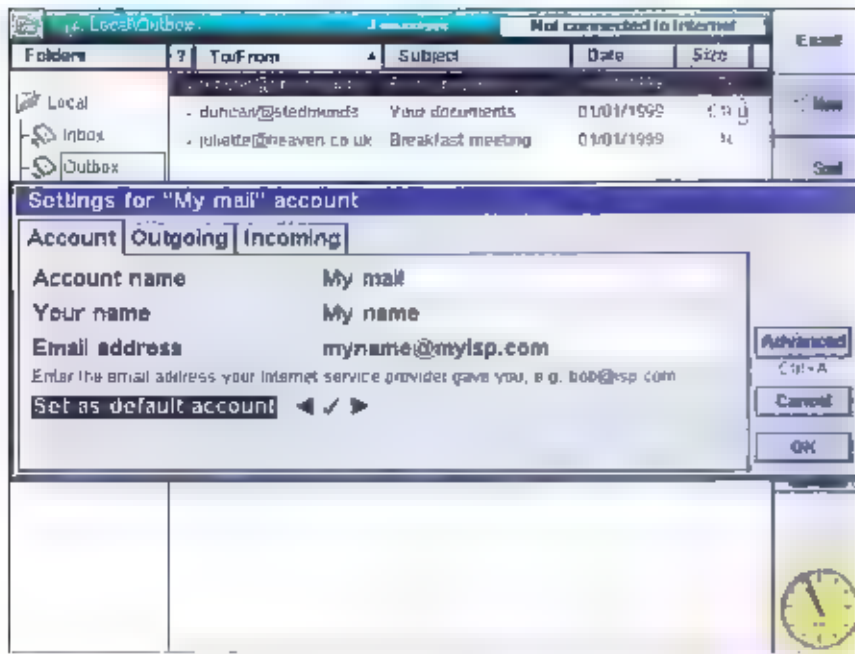 Local\Outbox
Not connected to Internet
Email
Folders ? To/From Subject Date Size
Local
New
duncan@stedmunds Your documents 01/01/1999
Inbox
juliette@heaven.co.uk Breakfast meeting 01/01/1999
Outbox
Send
Settings for "My mail" account
Account Outgoing Incoming
Account name My mail
Your name My name
Email address myname@myisp.com
Advanced
Enter the email address your Internet service provider gave you, e.g. bob@isp.com
Ctrl+A
Set as default account
Cancel
OK